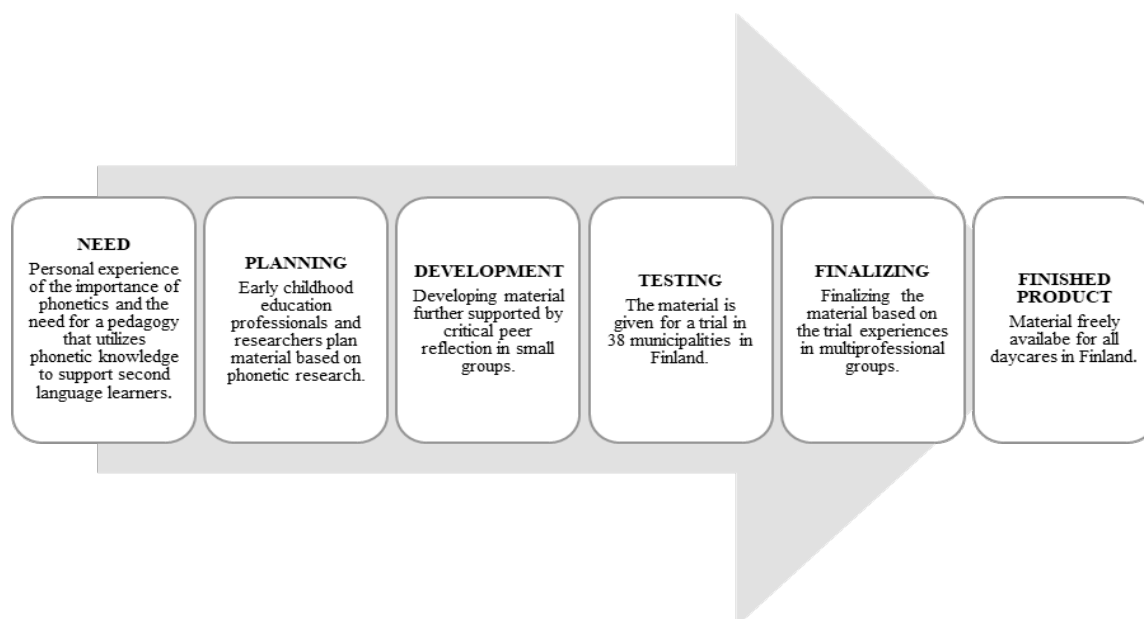 NEED
Personal experience
of the importance of
phonetics and the
need for a pedagogy
that utilizes
phonetic knowledge
to support second
language learners.
PLANNING
Early childhood
education
professionals and
researchers plan
material based on
phonetic research.
DEVELOPMENT
Developing material
further supported by
critical peer
reflection in small
groups.
TESTING
The material is
given for a trial in
38 municipalities in
Finland.
FINALIZING
Finalizing the
material based on
the trial experiences
in multiprofessional
groups.
FINISHED
PRODUCT
Material freely
availabe for all
daycares in Finland.